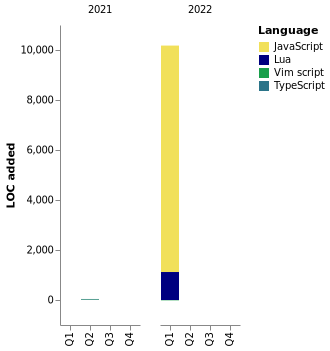 2021
2022
Language
JavaScript
Lua
Vim script
TypeScript
LOC added
10,000
8,000
6,000
4,000
2,000
0
Q1
Q2
Q3
Q4
Q1
Q2
Q3
Q4